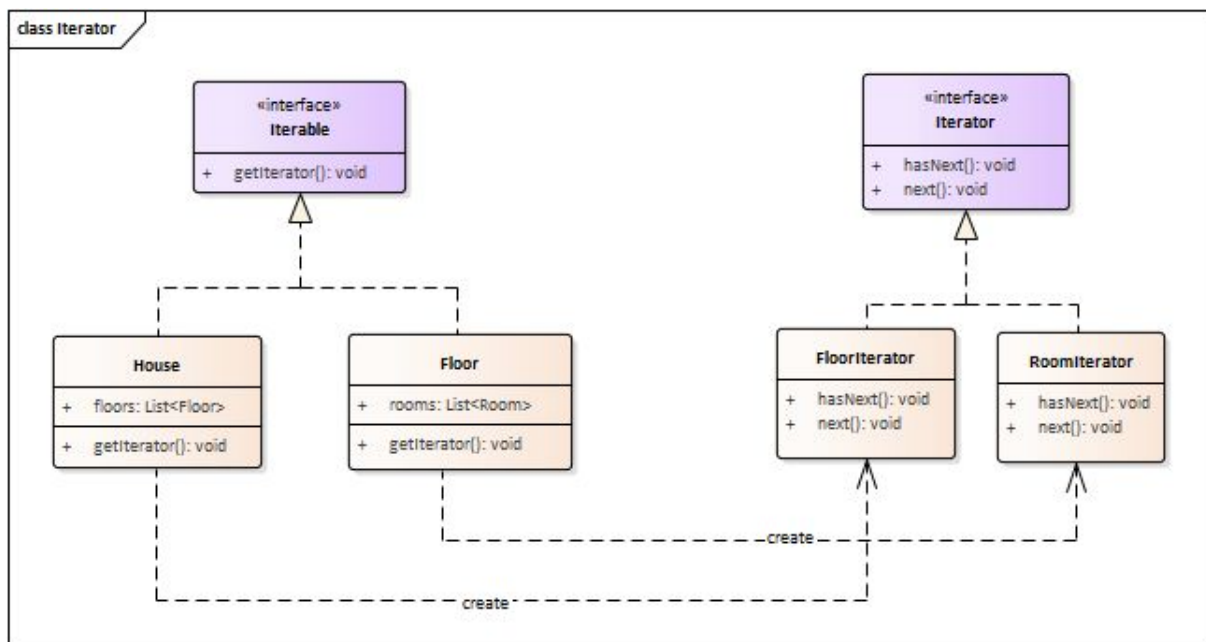 class Iterator
«interface»
Iterable
+ getIterator(): void
«interface»
Iterator
+ hasNext(): void
+ next(): void
House
+ floors: List<Floor>
+ getIterator(): void
Floor
+ rooms: List<Room>
+ getIterator(): void
FloorIterator
+ hasNext(): void
+ next(): void
RoomIterator
+ hasNext(): void
+ next(): void
create
create